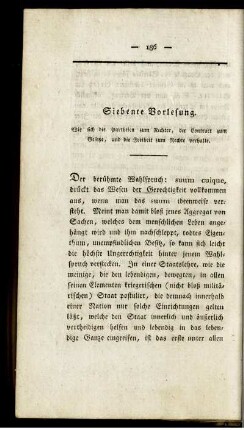 — 186 —
Siebente Vorlesung.
Wie sich die zum Rechte, der Contract zum
Gesetze, und die Freiheit zum Rechte verhalte.
Der berühmte Wahlspruch: suum cuique,
drückt das Wesen der Gerechtigkeit vollkommen
aus, wenn man das suum ver-
steht. Meint man damit bloß jenes Aggregat von
Sachen, welches dem menschlichen Leben ange-
hängt wird und ihm nachschleppt, todtes Eigen-
thum, unempfindlichen Besitz, so kann sich leicht
die höchste Ungerechtigkeit hinter jenem Wahl-
spruch verstecken. In einer Staatslehre, wie die
meinige, die den lebendigen, bewegten, in allen
seinen Elementen kriegerischen (nicht bloß militä-
rischen) Staat postulirt, die demnach innerhalb
einer Nation nur solche Einrichtungen gelten
läßt, welche den Staat innerlich und äußerlich
vertheidigen helfen und lebendig in das leben-
dige Ganze eingreifen, ist das erste unter allen